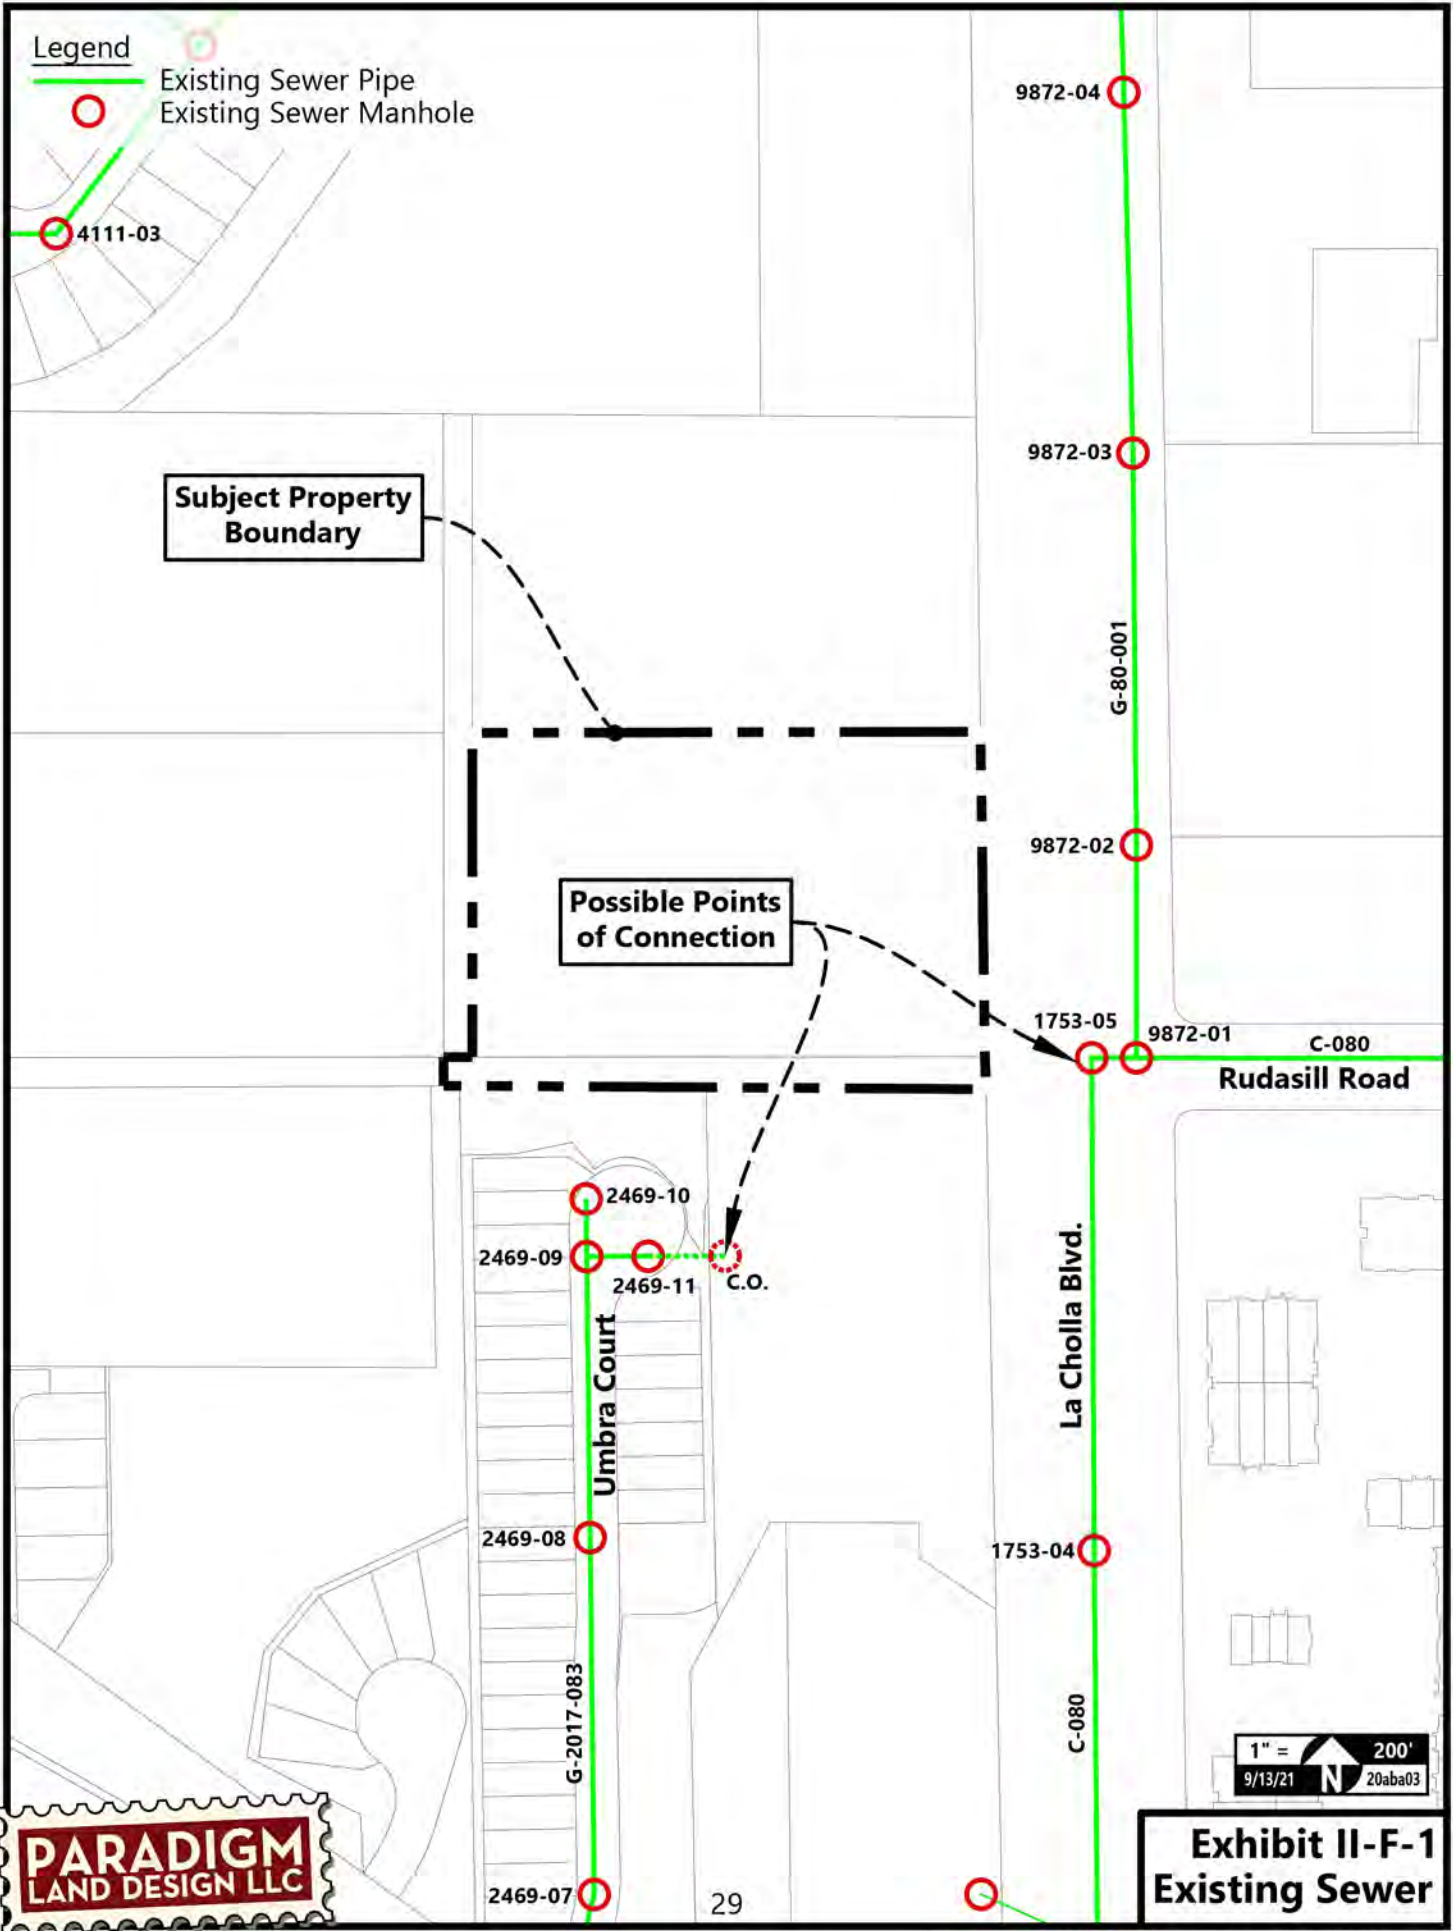 Legend
Existing Sewer Pipe
Existing Sewer Manhole
9872-04
4111-03
9872-03
Subject Property
Boundary
G-80-001
9872-02
Possible Points
of Connection
1753-05
9872-01
C-080
Rudasill Road
2469-10
2469-09
2469-11
C.O.
La Cholla Blvd.
Umbra Court
2469-08
1753-04
G-2017-083
C-080
1" = 200'
9/13/21 N 20aba03
PARADIGM
LAND DESIGN LLC
Exhibit II-F-1
Existing Sewer
2469-07
29